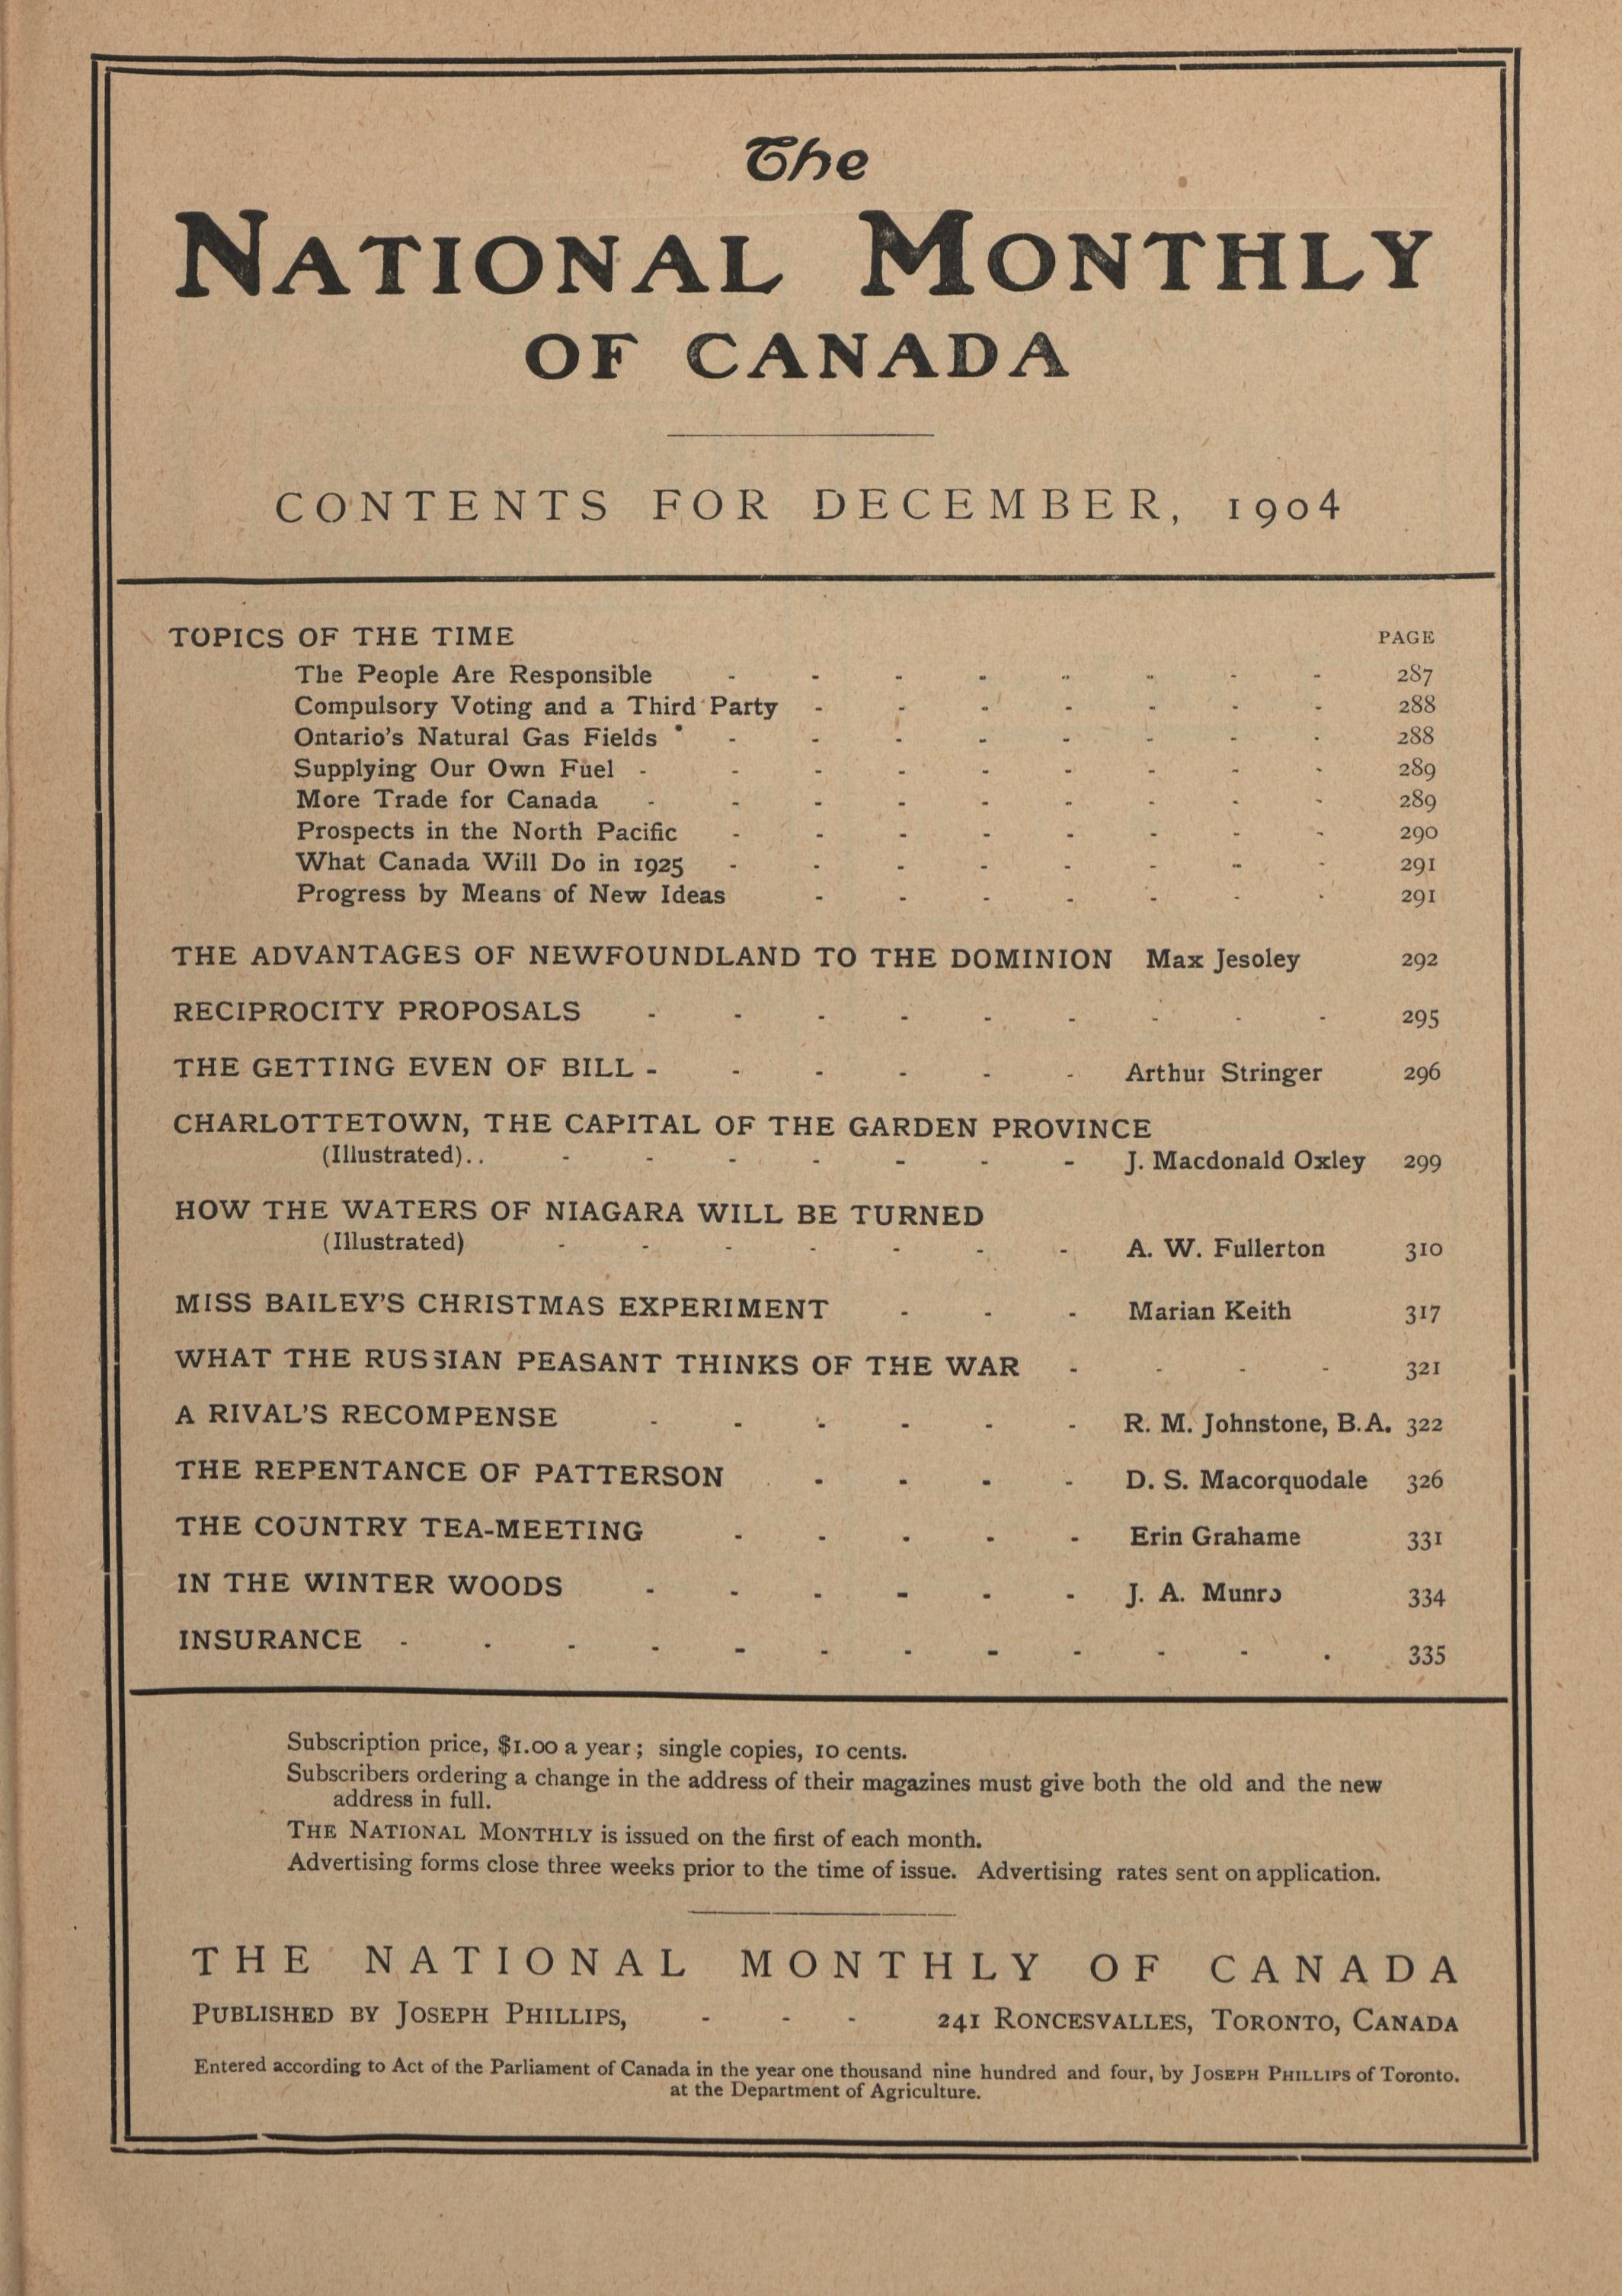 The
NATIONAL MONTHLY
OF CANADA
CONTENTS FOR DECEMBER, 1904
TOPICS OF THE TIME PAGE
The People Are Responsible - - - - - - - - 287
Compulsory Voting and a Third Party - - - - - - - 288
Ontario's Natural Gas Fields - - - - - - - - 288
Supplying Our Own Fuel - - - - - - - - - 289
More Trade for Canada - - - - - - - - - 289
Prospects in the North Pacific - - - - - - - - 290
What Canada Will Do in 1925 - - - - - - - - 291
Progress by Means of New Ideas - - - - - - - 291
THE ADVANTAGES OF NEWFOUNDLAND TO THE DOMINION Max Jesoley 292
RECIPROCITY PROPOSALS - - - - - - - - - 295
THE GETTING EVEN OF BILL - - - - - - Arthur Stringer 296
CHARLOTTETOWN, THE CAPITAL OF THE GARDEN PROVINCE
(Illustrated). . - - - - - - - J. Macdonald Oxley 299
HOW THE WATERS OF NIAGARA WILL BE TURNED
(Illustrated) - - - - - - - A. W. Fullerton 310
MISS BAILEY'S CHRISTMAS EXPERIMENT - - - Marian Keith 317
WHAT THE RUSSIAN PEASANT THINKS OF THE WAR - - - - 321
A RIVAL'S RECOMPENSE - - - - - - R. M. Johnstone, B.A. 322
THE REPENTANCE OF PATTERSON - - - - D. S. Macorquodale 326
THE COUNTRY TEA-MEETING - - - - - Erin Grahame 331
IN THE WINTER WOODS - - - - - - J. A. Munro 334
INSURANCE - - - - - - - - - - - - 335
Subscription price, $1.00 a year; single copies, 10 cents.
Subscribers ordering a change in the address of their magazines must give both the old and the new
address in full.
THE NATIONAL MONTHLY is issued on the first of each month.
Advertising forms close three weeks prior to the time of issue. Advertising rates sent on application.
THE NATIONAL MONTHLY OF CANADA
PUBLISHED BY JOSEPH PHILLIPS, - - - 241 RONCESVALLES, TORONTO, CANADA
Entered according to Act of the Parliament of Canada in the year one thousand nine hundred and four, by JOSEPH PHILLIPS of Toronto.
at the Department of Agriculture.